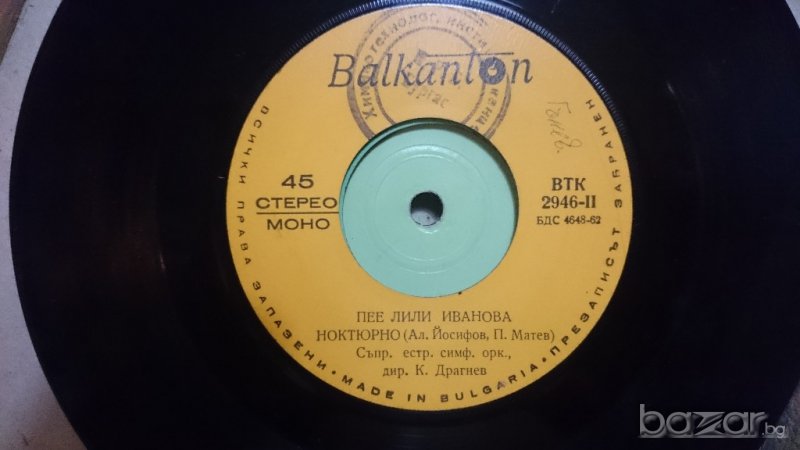 Balkanton
Бургас
45
СТЕРЕО
МОНО
ВТК
2946-II
БДС 4648-62
ПЕЕ ЛИЛИ ИВАНОВА
НОКТЮРНО (Ал. Йосифов, П. Матев)
Съпр. естр. симф. орк.,
дир. К. Драгнев
ВСИЧКИ ПРАВА ЗАПАЗЕНИ • MADE IN BULGARIA • ПРЕЗАПИСЪТ ЗАБРАНЕН
bazar.bg